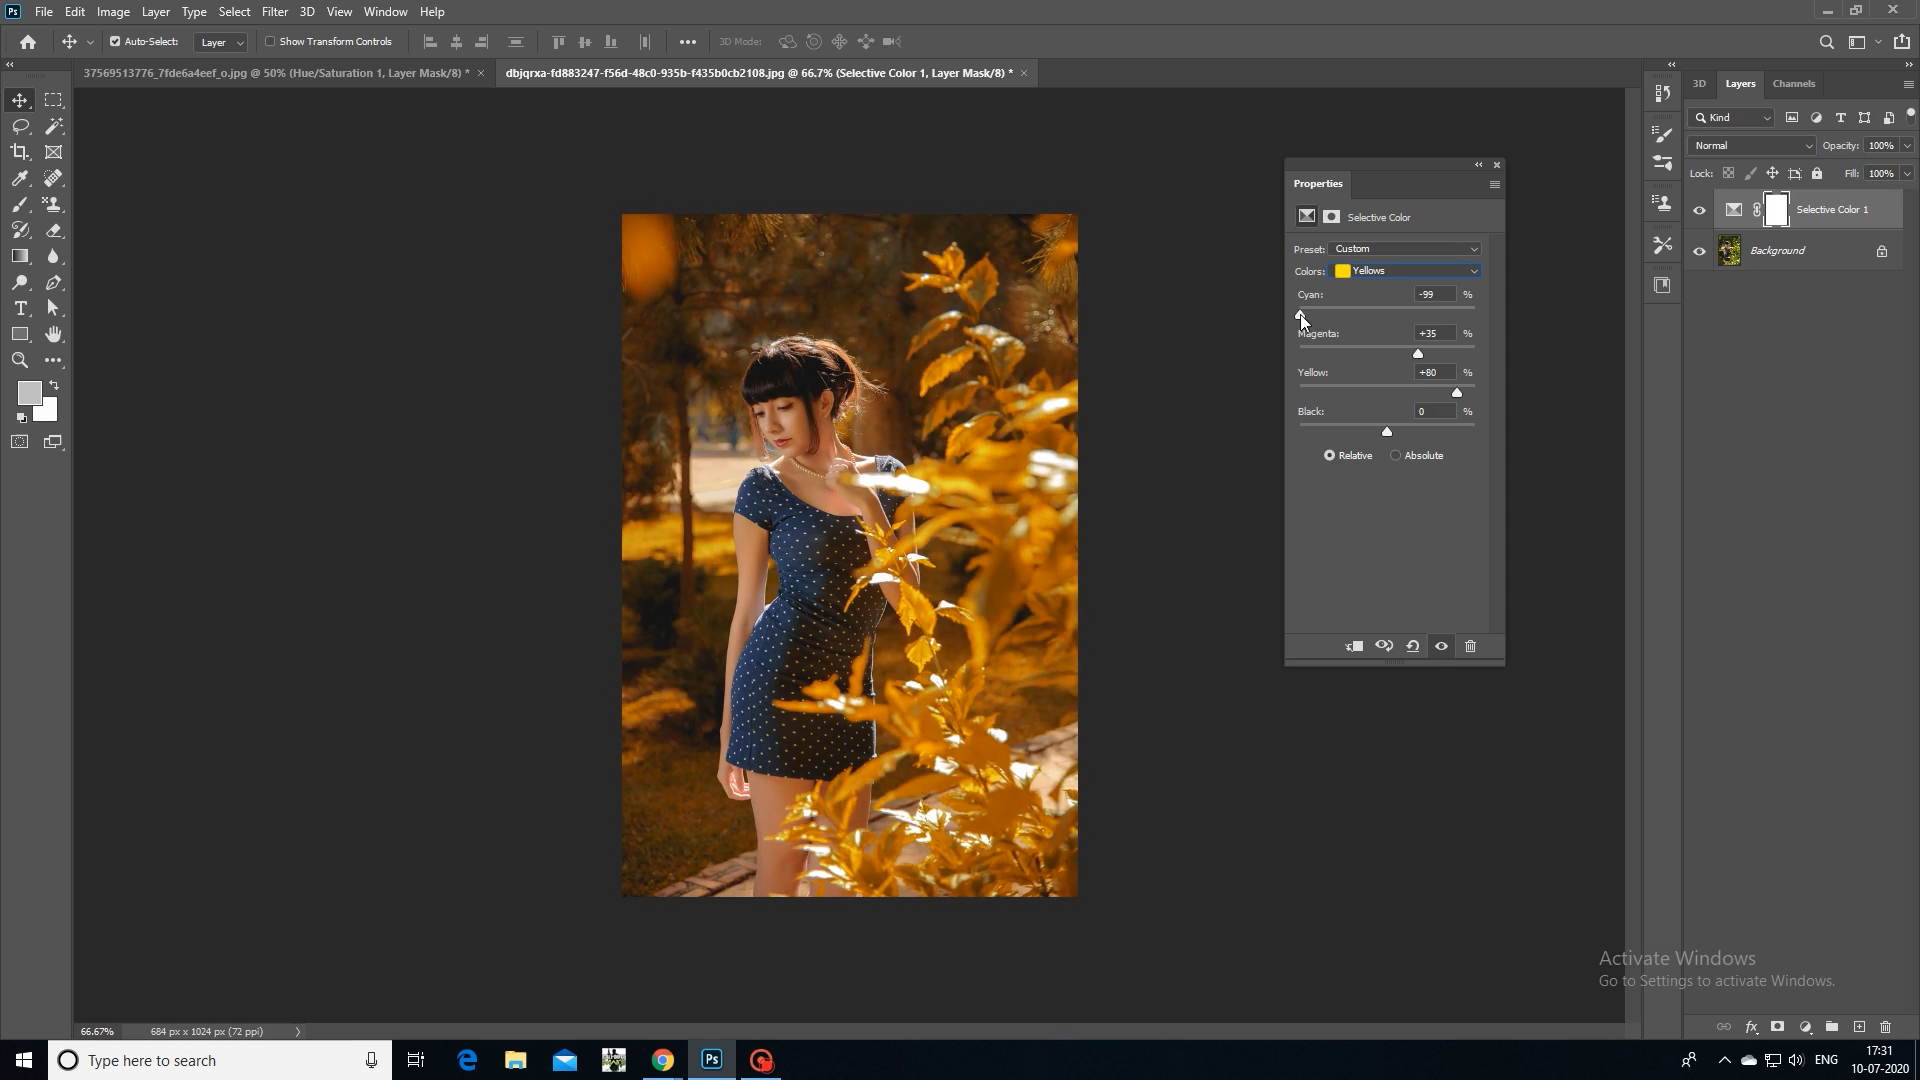 Ps File Edit Image Layer Type Select Filter 3D View Window Help
Auto-Select: Layer Show Transform Controls 3D Mode:
37569513776_7fde6a4eef_o.jpg @ 50% (Hue/Saturation 1, Layer Mask/8) * dbjqrxa-fd883247-f56d-48c0-935b-f435b0cb2108.jpg @ 66.7% (Selective Color 1, Layer Mask/8) *
3D Layers Channels
Kind
Normal Opacity: 100%
Lock: Fill: 100%
Selective Color 1
Background
Properties
Selective Color
Preset: Custom
Colors: Yellows
Cyan: -99 %
Magenta: +35 %
Yellow: +80 %
Black: 0 %
Relative Absolute
Activate Windows
Go to Settings to activate Windows.
66.67% 684 px x 1024 px (72 ppi)
Type here to search
Ps
ENG
17:31
10-07-2020